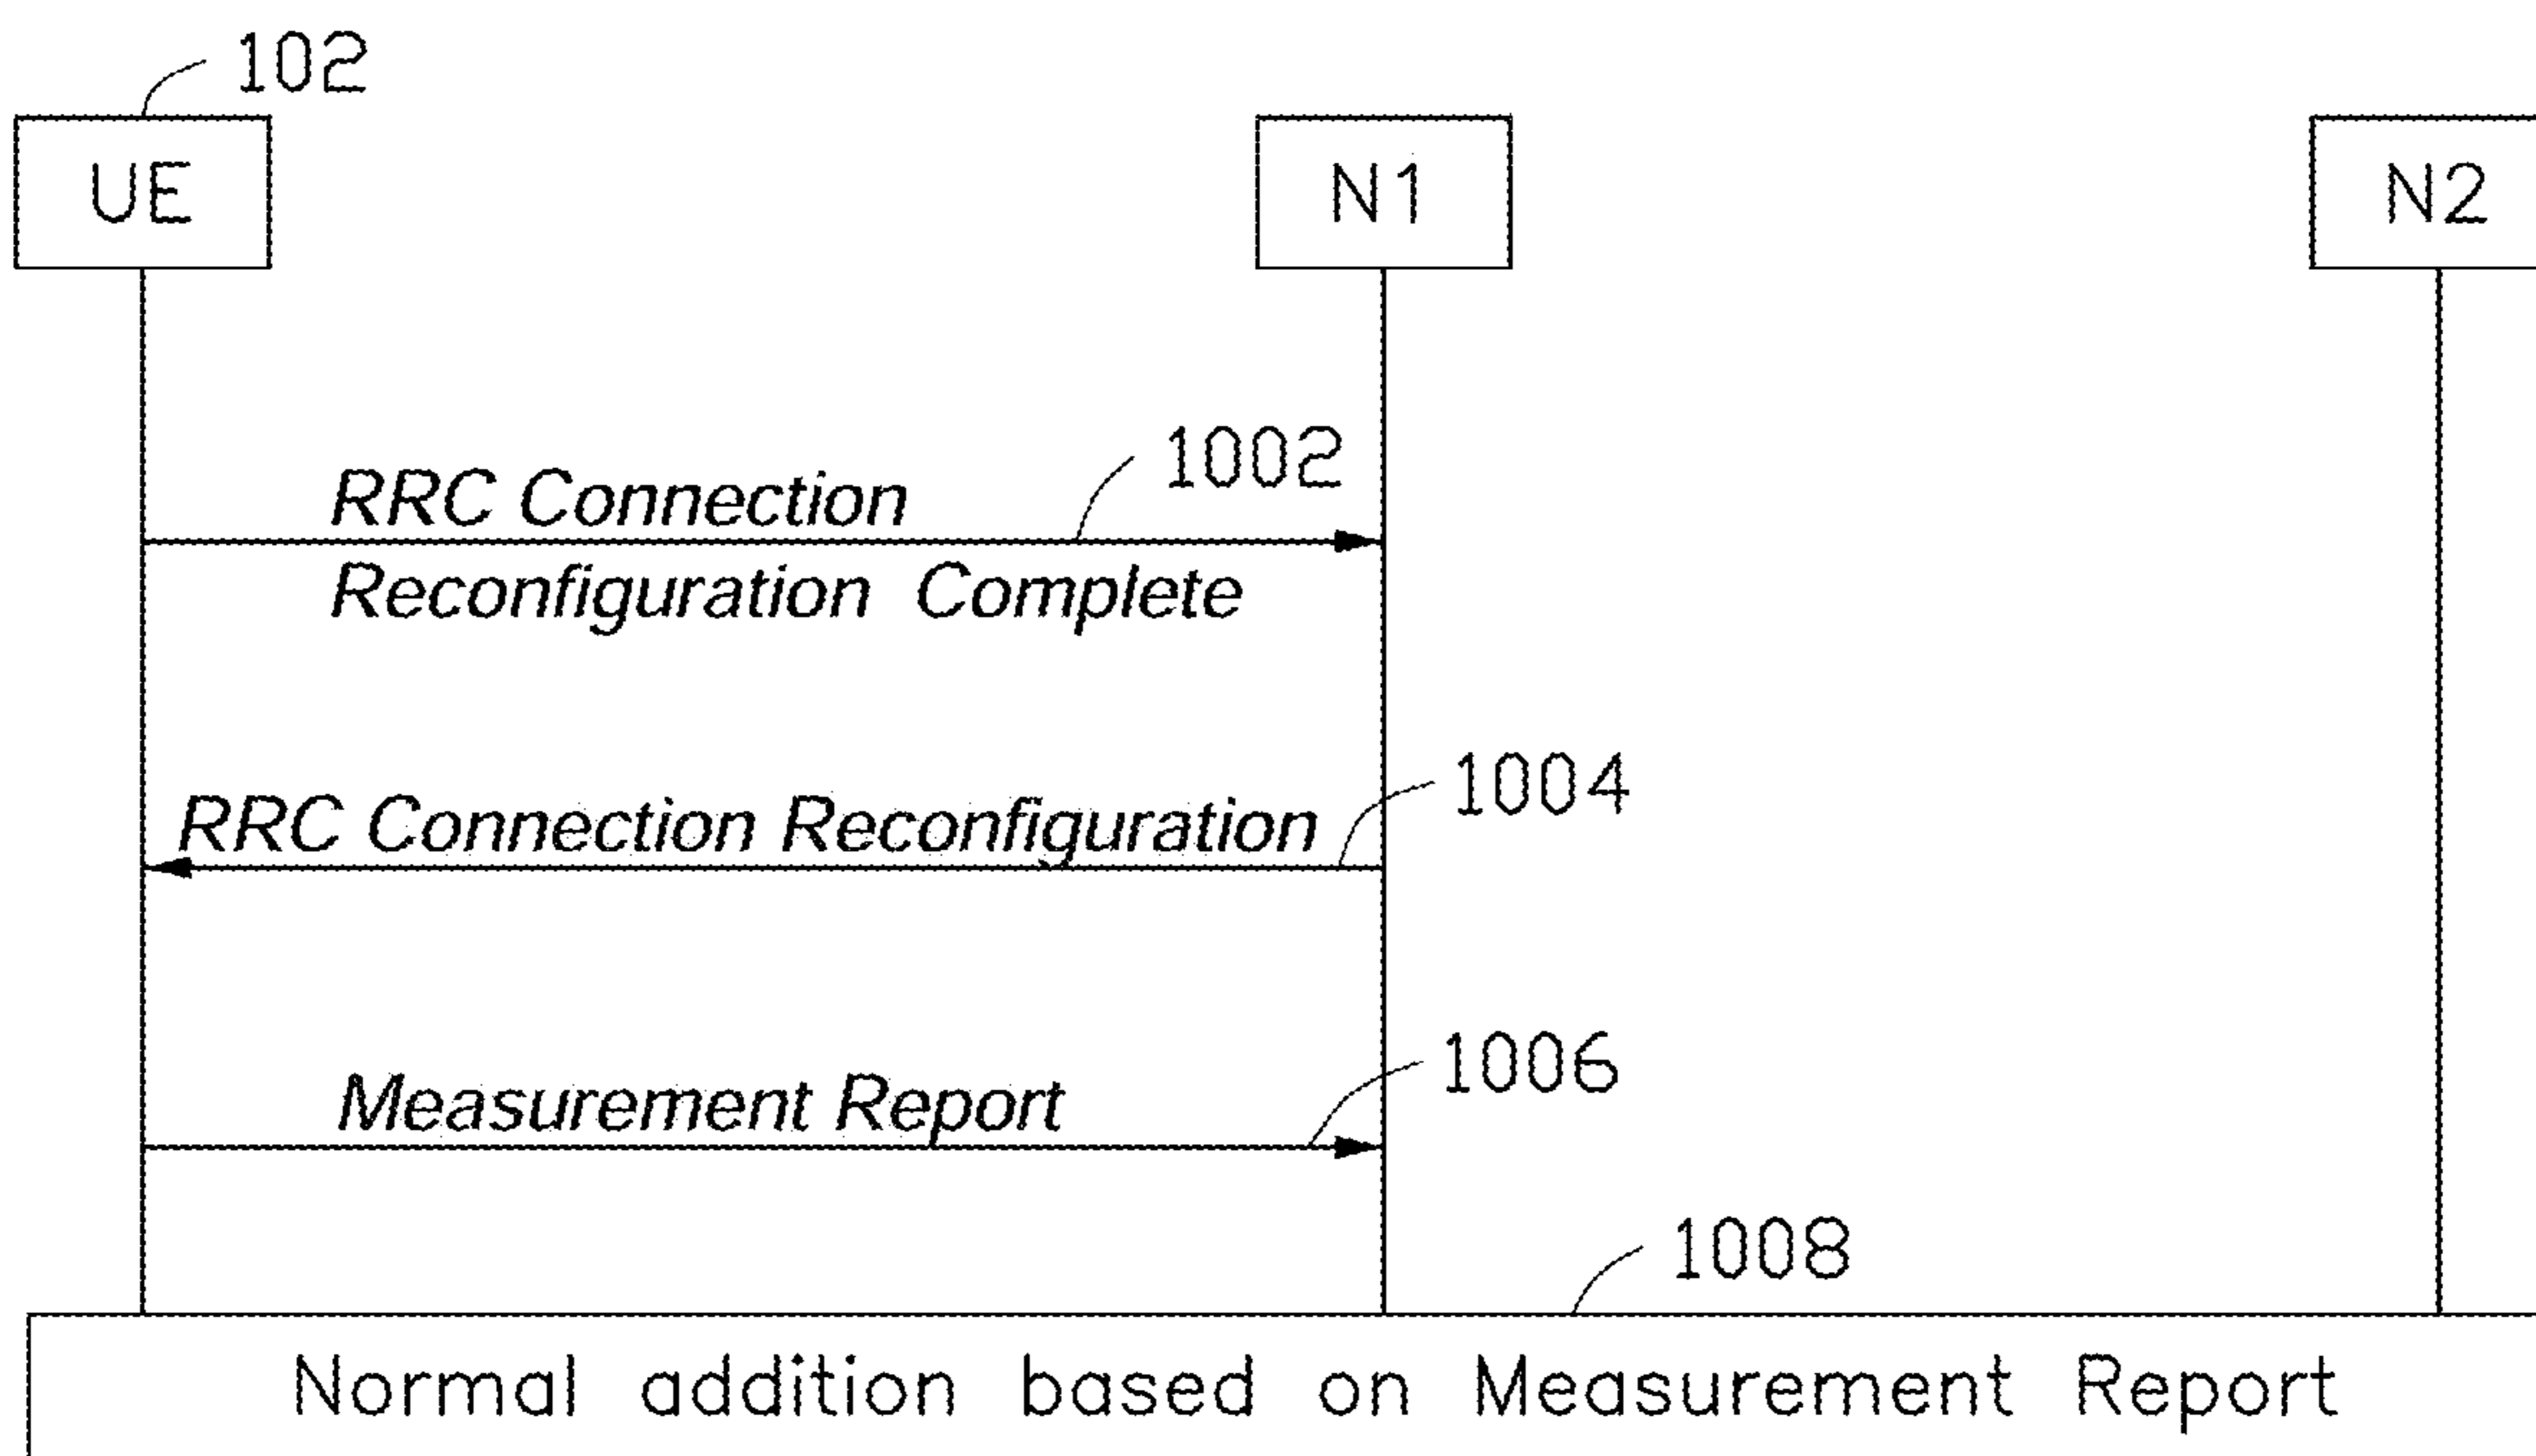 102
UE
N1
N2
1002
RRC Connection
Reconfiguration Complete
1004
RRC Connection Reconfiguration
1006
Measurement Report
1008
Normal addition based on Measurement Report